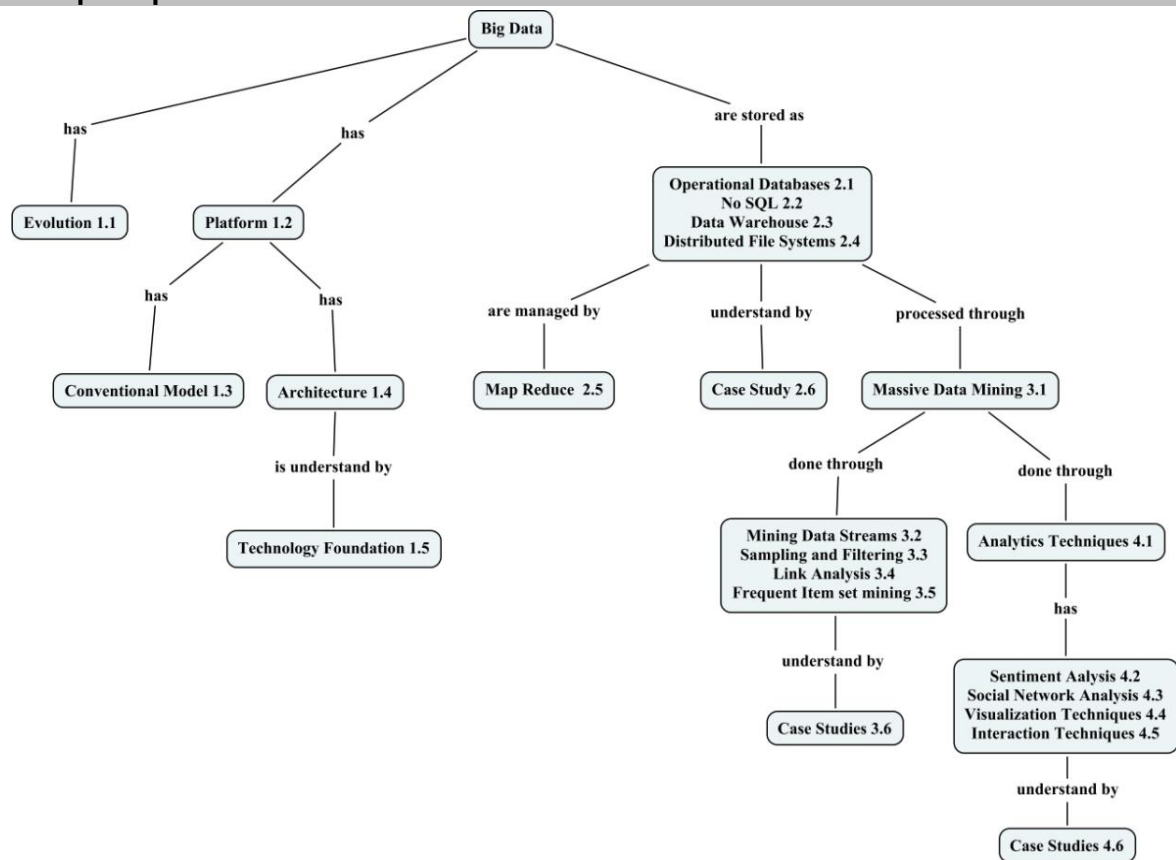 Big Data
has
has
are stored as
Evolution 1.1
Platform 1.2
Operational Databases 2.1
No SQL 2.2
Data Warehouse 2.3
Distributed File Systems 2.4
has
has
are managed by
understand by
processed through
Conventional Model 1.3
Architecture 1.4
Map Reduce 2.5
Case Study 2.6
Massive Data Mining 3.1
is understand by
done through
done through
Technology Foundation 1.5
Mining Data Streams 3.2
Sampling and Filtering 3.3
Link Analysis 3.4
Frequent Item set mining 3.5
Analytics Techniques 4.1
has
understand by
Sentiment Aalysis 4.2
Social Network Analysis 4.3
Visualization Techniques 4.4
Interaction Techniques 4.5
Case Studies 3.6
understand by
Case Studies 4.6